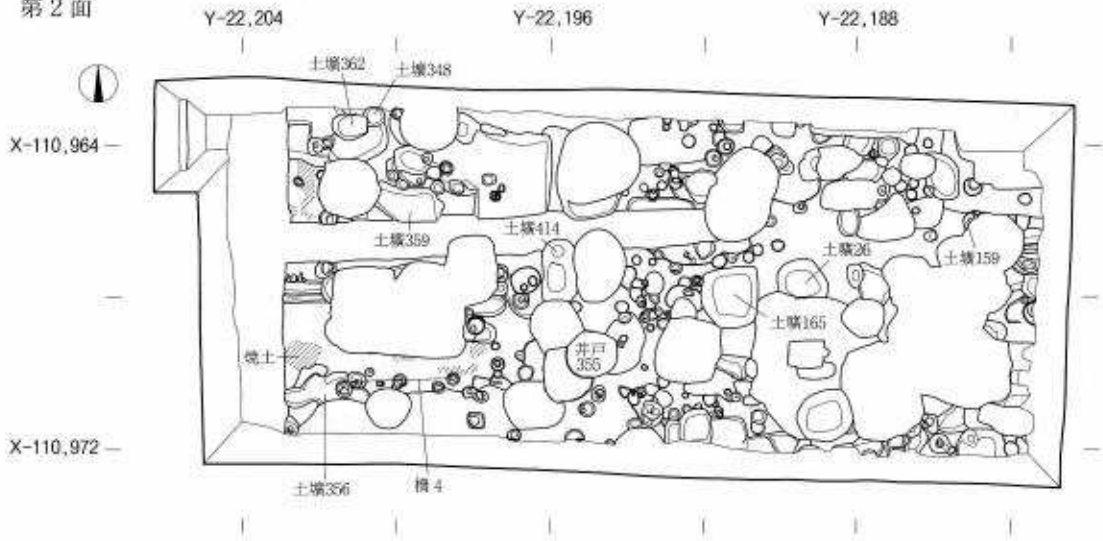 第2面
Y-22,204
Y-22,196
Y-22,188
土壙362
土壙348
X-110,964
土壙359
土壙414
土壙26
土壙159
土壙165
焼土
井戸
355
X-110,972
土壙356
柵4